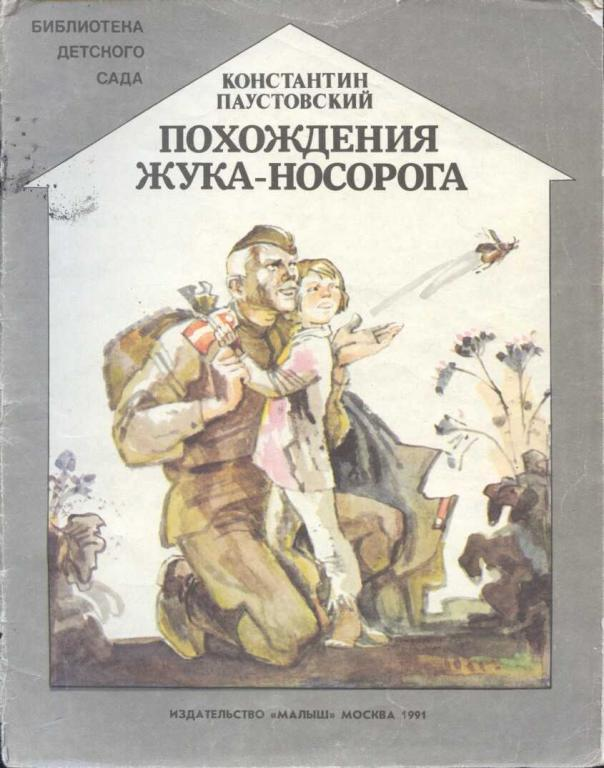 БИБЛИОТЕКА
ДЕТСКОГО
САДА
КОНСТАНТИН
ПАУСТОВСКИЙ
ПОХОЖДЕНИЯ
ЖУКА-НОСОРОГА
ИЗДАТЕЛЬСТВО «МАЛЫШ» МОСКВА 1991